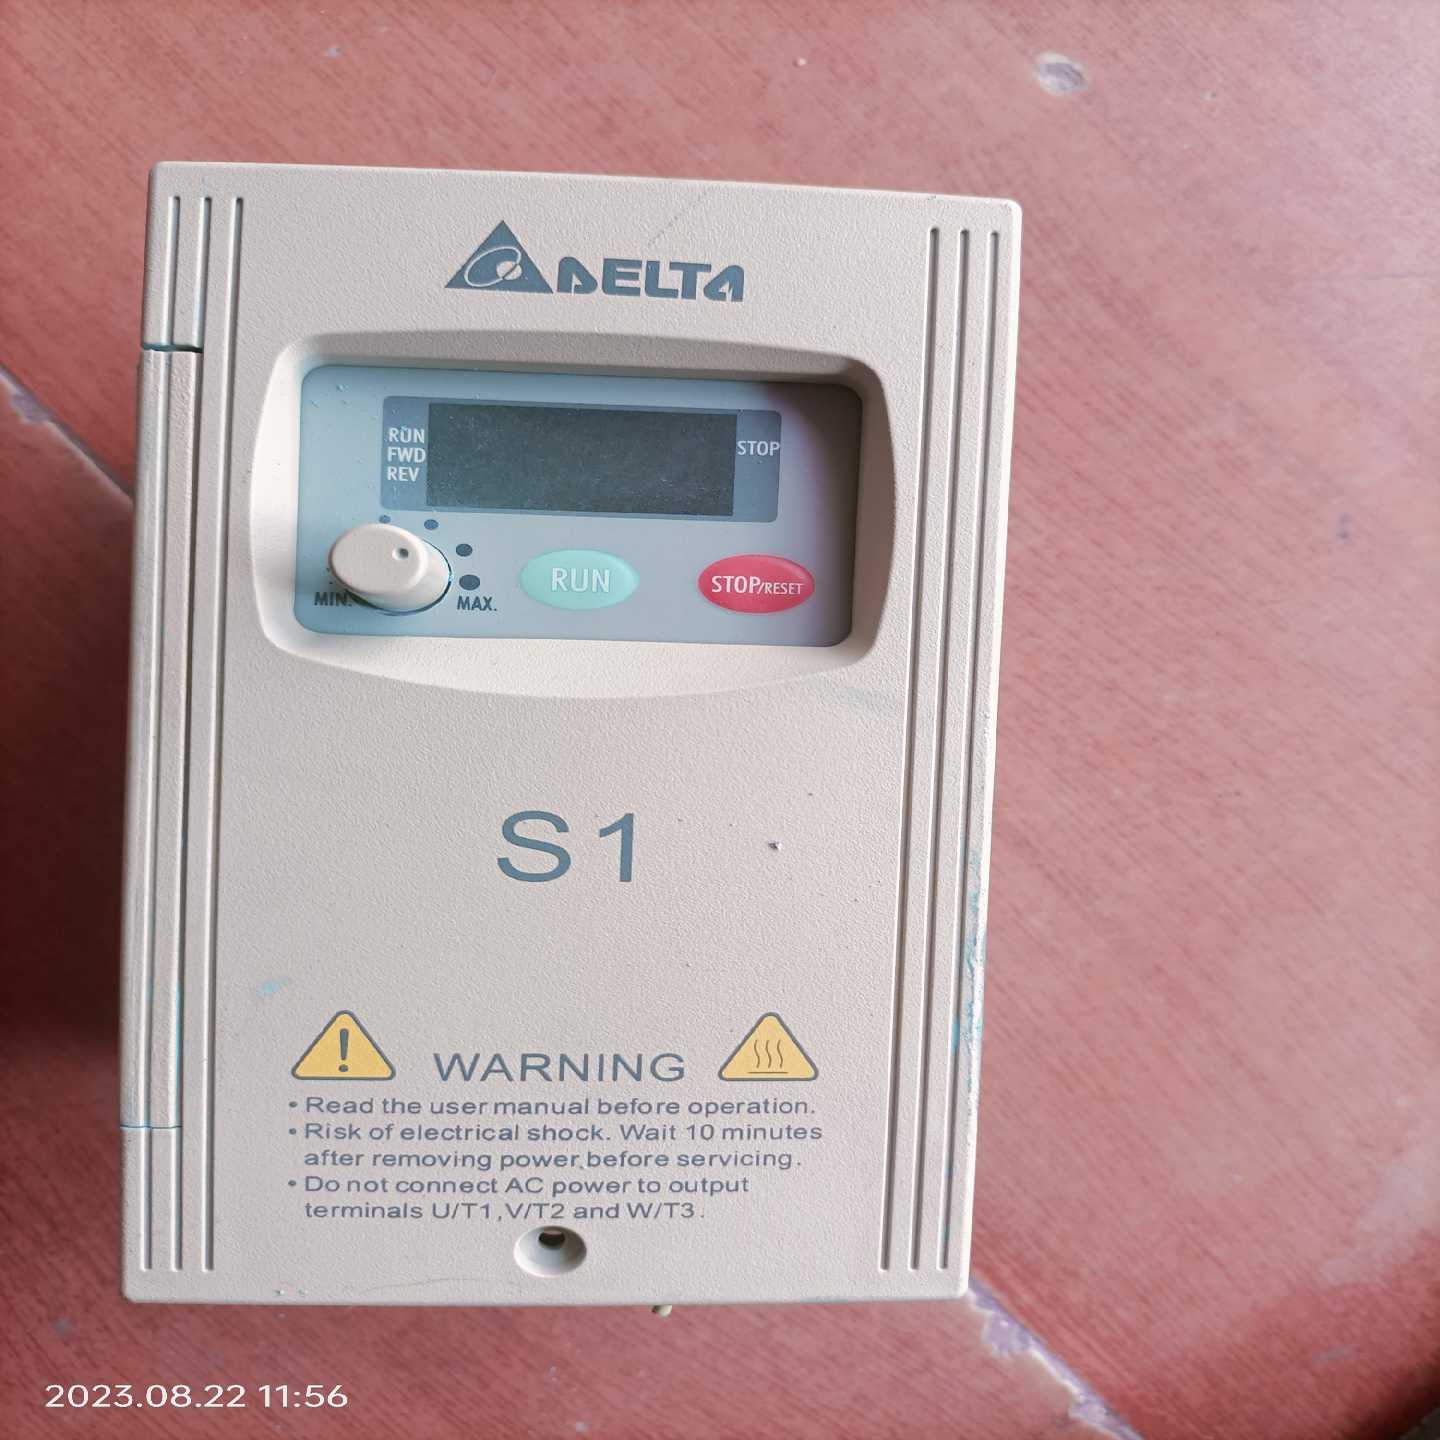 DELTA
RUN
FWD
REV
STOP
MIN.
MAX.
RUN
STOP/RESET
S1
WARNING
• Read the user manual before operation.
• Risk of electrical shock. Wait 10 minutes
after removing power before servicing.
• Do not connect AC power to output
terminals U/T1,V/T2 and W/T3.
2023.08.22 11:56